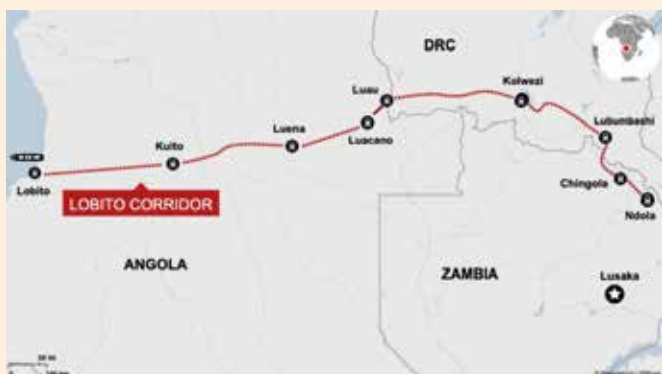 DRC
Luau
Kolwezi
Lubumbashi
Luena
Luacano
Kuito
Lobito
LOBITO CORRIDOR
Chingola
Ndola
ANGOLA
ZAMBIA
Lusaka